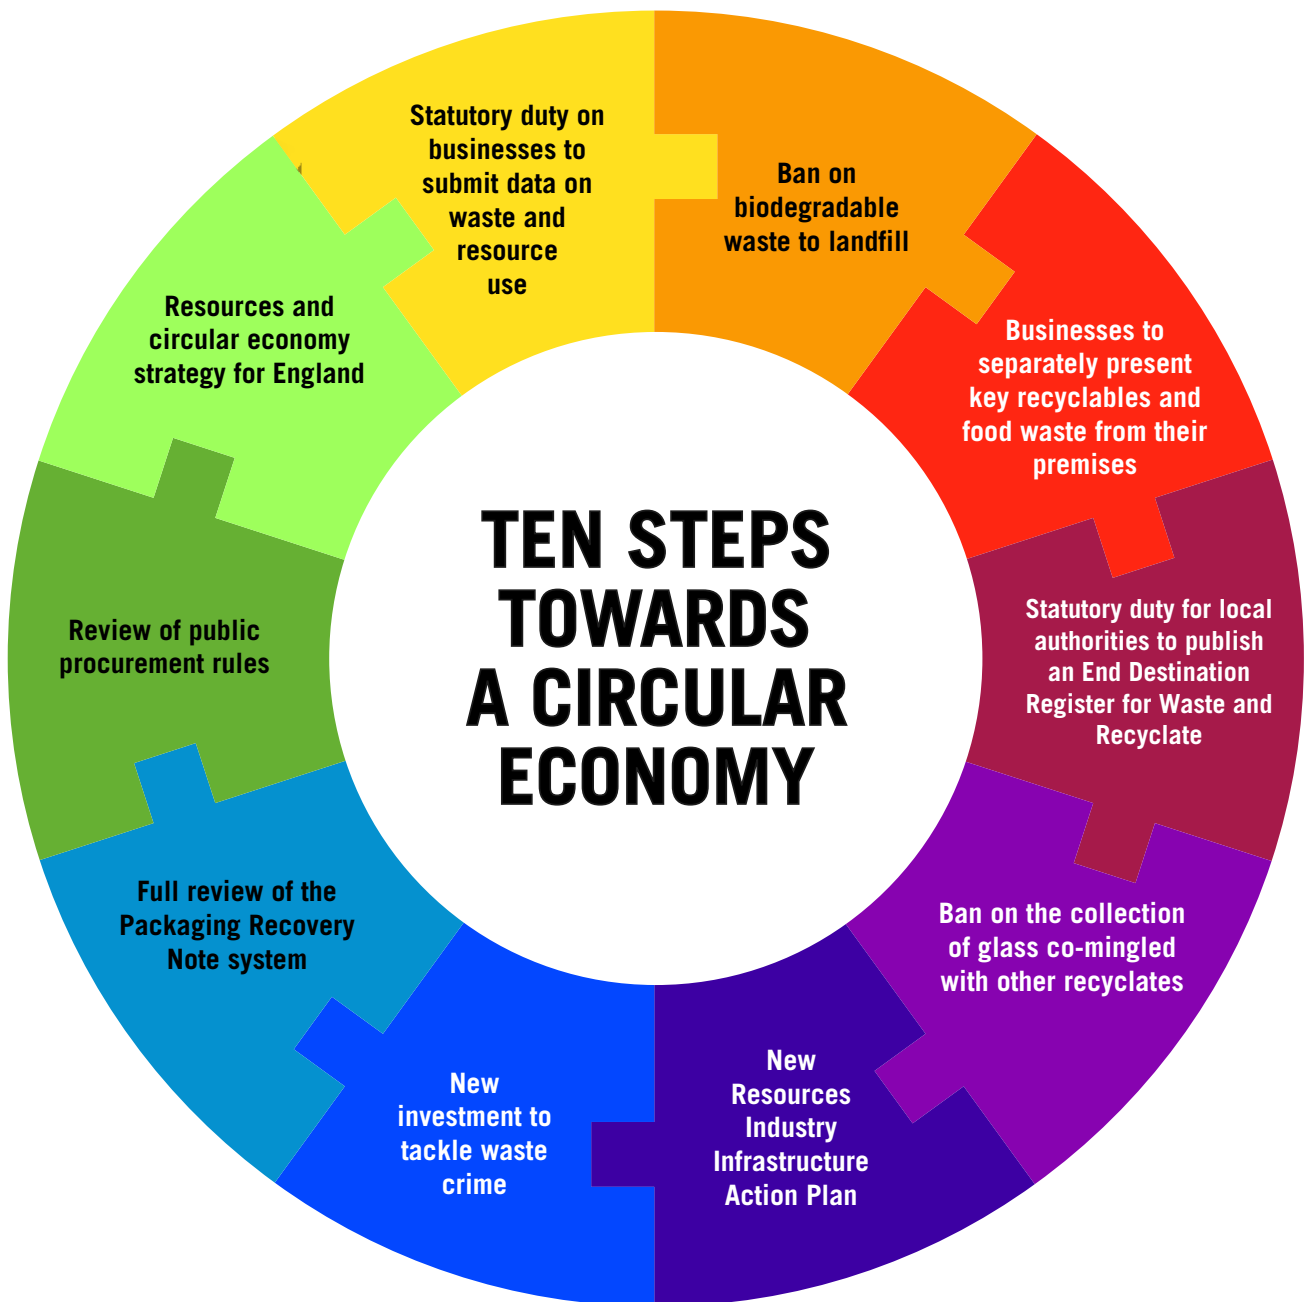 TEN STEPS
TOWARDS
A CIRCULAR
ECONOMY
Ban on
biodegradable
waste to landfill
Businesses to
separately present
key recyclables and
food waste from their
premises
Statutory duty for local
authorities to publish
an End Destination
Register for Waste and
Recyclate
Ban on the collection
of glass co-mingled
with other recyclates
New
Resources
Industry
Infrastructure
Action Plan
New
investment to
tackle waste
crime
Full review of the
Packaging Recovery
Note system
Review of public
procurement rules
Resources and
circular economy
strategy for England
Statutory duty on
businesses to
submit data on
waste and
resource
use